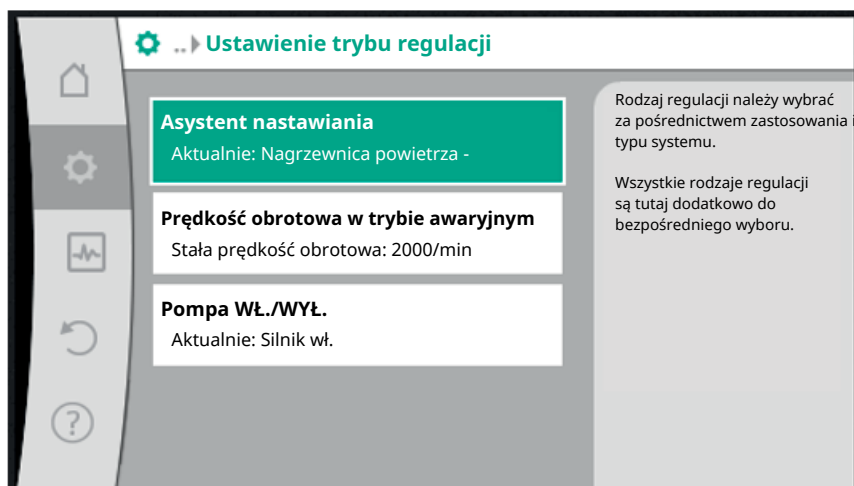 .. Ustawienie trybu regulacji
Asystent nastawiania
Aktualnie: Nagrzewnica powietrza -
Prędkość obrotowa w trybie awaryjnym
Stała prędkość obrotowa: 2000/min
Pompa WŁ./WYŁ.
Aktualnie: Silnik wł.
Rodzaj regulacji należy wybrać
za pośrednictwem zastosowania i
typu systemu.
Wszystkie rodzaje regulacji
są tutaj dodatkowo do
bezpośredniego wyboru.
?